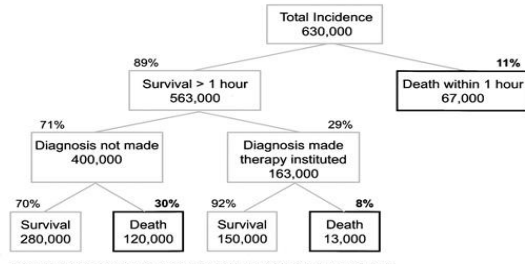 Total Incidence
630,000
89%
11%
Survival > 1 hour
563,000
Death within 1 hour
67,000
71%
29%
Diagnosis not made
400,000
Diagnosis made
therapy instituted
163,000
70%
30%
92%
8%
Survival
280,000
Death
120,000
Survival
150,000
Death
13,000